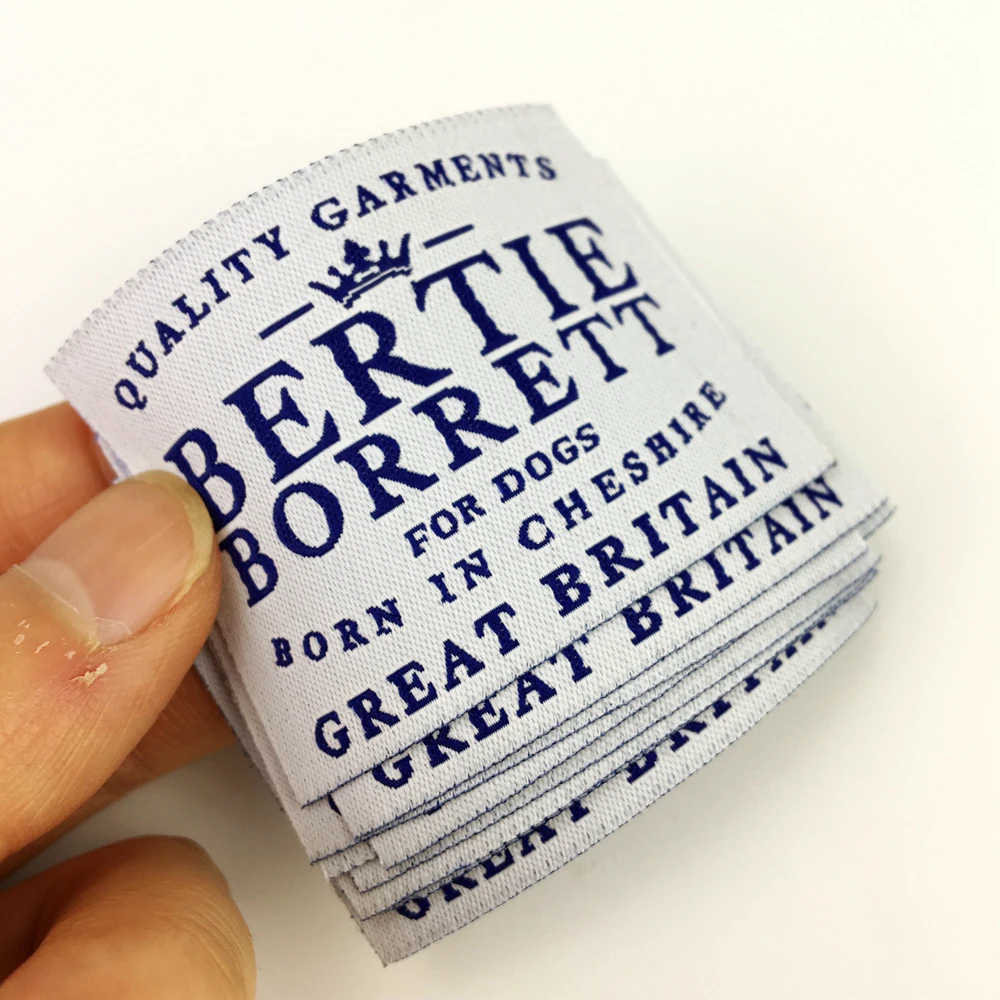 QUALITY GARMENTS
BERTIE
BORRETT
FOR DOGS
BORN IN CHESHIRE
GREAT BRITAIN
GREAT BRITAIN
GREAT BRITAIN